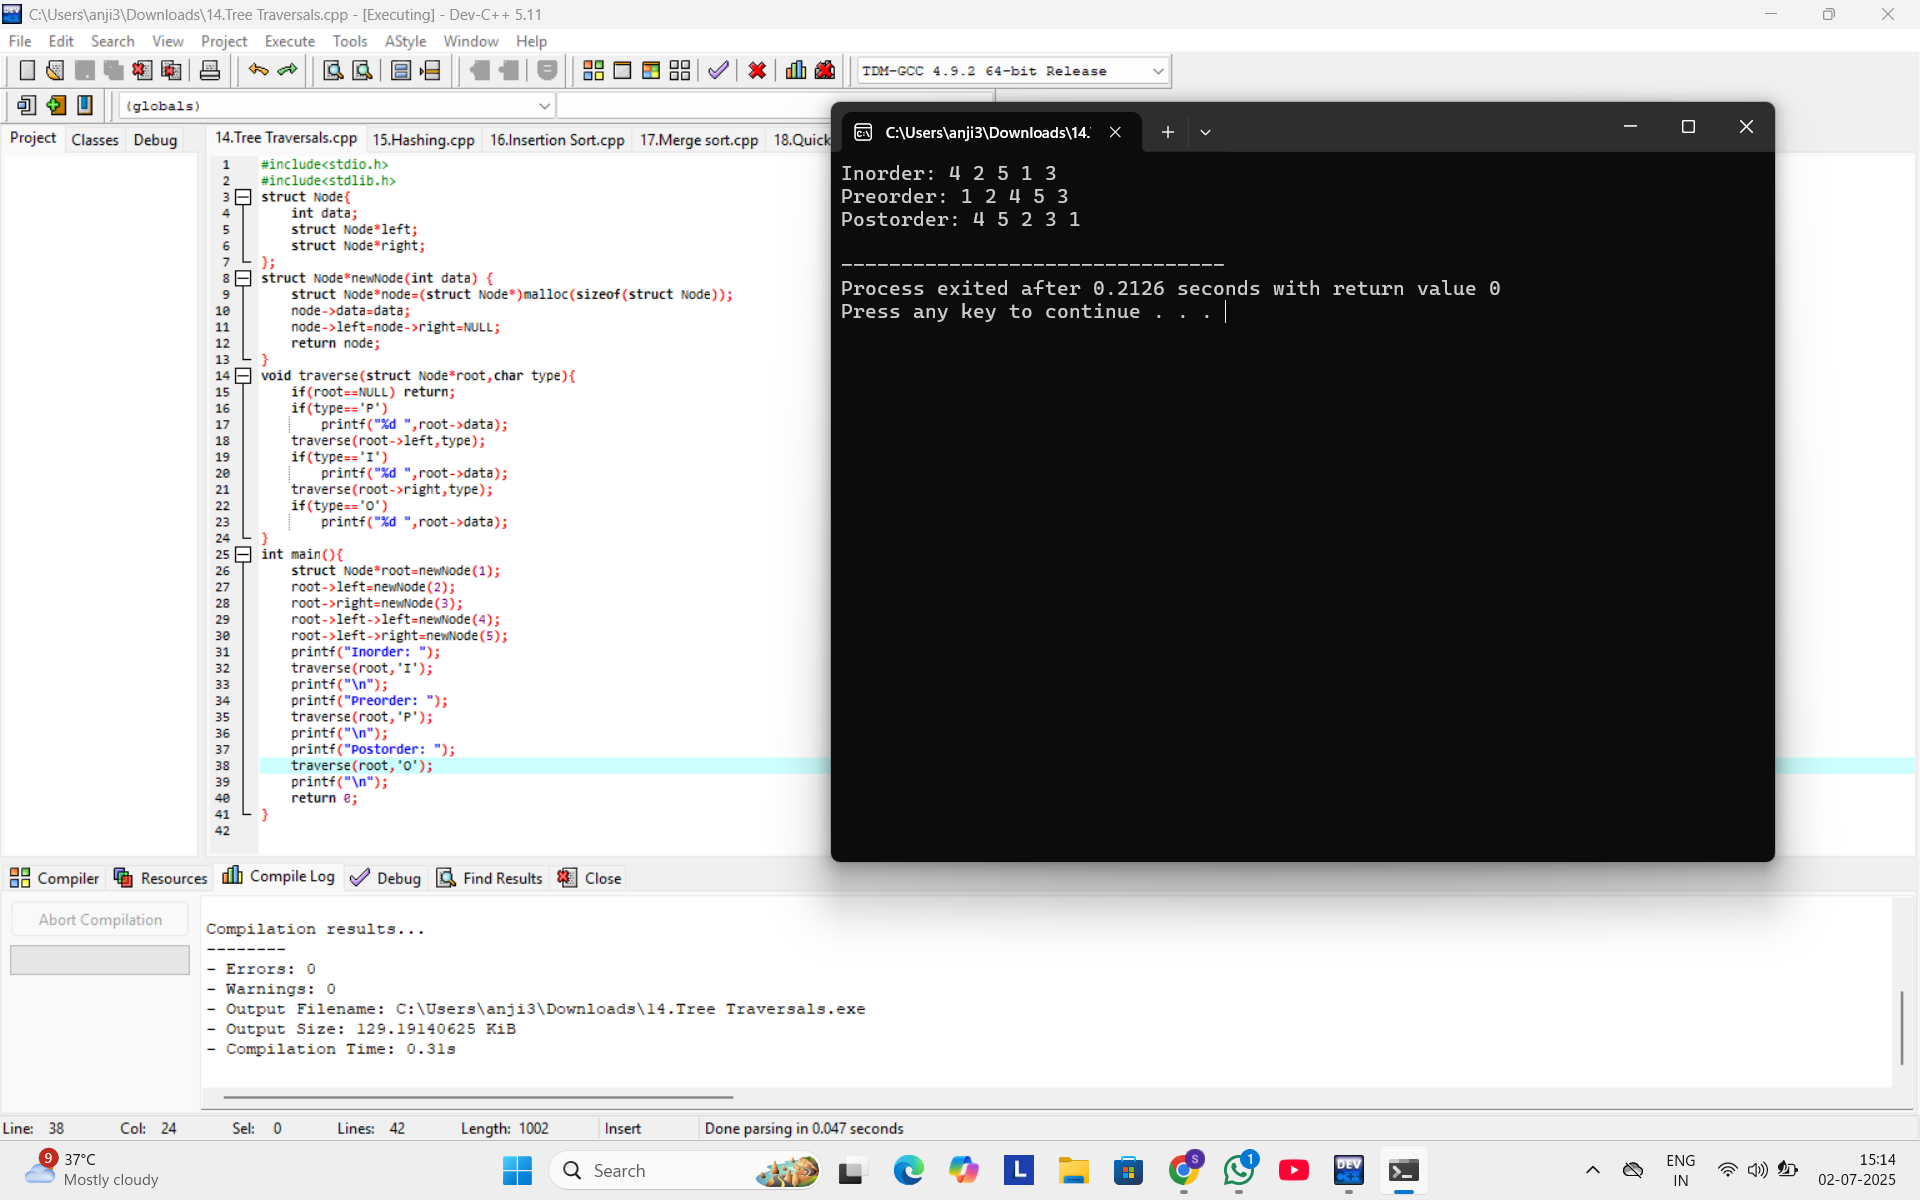 C:\Users\anji3\Downloads\14.Tree Traversals.cpp - [Executing] - Dev-C++ 5.11
File Edit Search View Project Execute Tools AStyle Window Help
TDM-GCC 4.9.2 64-bit Release
(globals)
Project Classes Debug
14.Tree Traversals.cpp 15.Hashing.cpp 16.Insertion Sort.cpp 17.Merge sort.cpp 18.Quick
1 #include<stdio.h>
2 #include<stdlib.h>
3 struct Node{
4 int data;
5 struct Node*left;
6 struct Node*right;
7 };
8 struct Node*newNode(int data) {
9 struct Node*node=(struct Node*)malloc(sizeof(struct Node));
10 node->data=data;
11 node->left=node->right=NULL;
12 return node;
13 }
14 void traverse(struct Node*root,char type){
15 if(root==NULL) return;
16 if(type=='P')
17 printf("%d ",root->data);
18 traverse(root->left,type);
19 if(type=='I')
20 printf("%d ",root->data);
21 traverse(root->right,type);
22 if(type=='O')
23 printf("%d ",root->data);
24 }
25 int main(){
26 struct Node*root=newNode(1);
27 root->left=newNode(2);
28 root->right=newNode(3);
29 root->left->left=newNode(4);
30 root->left->right=newNode(5);
31 printf("Inorder: ");
32 traverse(root,'I');
33 printf("\n");
34 printf("Preorder: ");
35 traverse(root,'P');
36 printf("\n");
37 printf("Postorder: ");
38 traverse(root,'O');
39 printf("\n");
40 return 0;
41 }
42
C:\Users\anji3\Downloads\14.
Inorder: 4 2 5 1 3
Preorder: 1 2 4 5 3
Postorder: 4 5 2 3 1
--------------------------------
Process exited after 0.2126 seconds with return value 0
Press any key to continue . . .
Compiler Resources Compile Log Debug Find Results Close
Abort Compilation
Compilation results...
--------
- Errors: 0
- Warnings: 0
- Output Filename: C:\Users\anji3\Downloads\14.Tree Traversals.exe
- Output Size: 129.19140625 KiB
- Compilation Time: 0.31s
Line: 38 Col: 24 Sel: 0 Lines: 42 Length: 1002 Insert Done parsing in 0.047 seconds
9
37°C
Mostly cloudy
Search
L
S
1
DEV
ENG
IN
15:14
02-07-2025